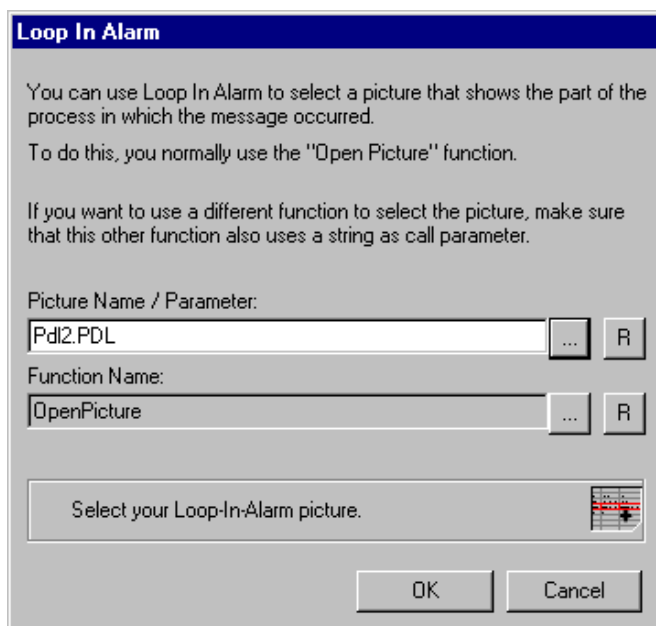 Loop In Alarm
You can use Loop In Alarm to select a picture that shows the part of the
process in which the message occurred.
To do this, you normally use the "Open Picture" function.
If you want to use a different function to select the picture, make sure
that this other function also uses a string as call parameter.
Picture Name / Parameter:
Pdl2.PDL ... R
Function Name:
OpenPicture ... R
Select your Loop-In-Alarm picture.
OK Cancel